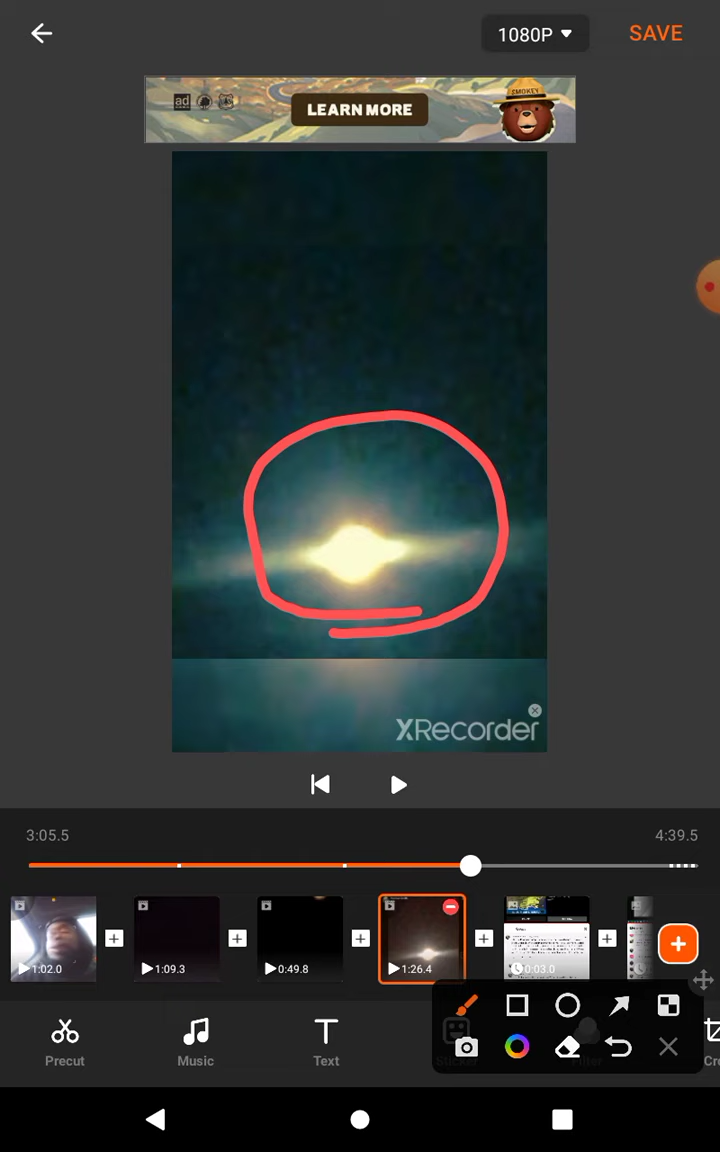 1080P
SAVE
ad
LEARN MORE
SMOKEY
XRecorder
3:05.5
4:39.5
1:02.0
1:09.3
0:49.8
1:26.4
0:03.0
Precut
Music
Text